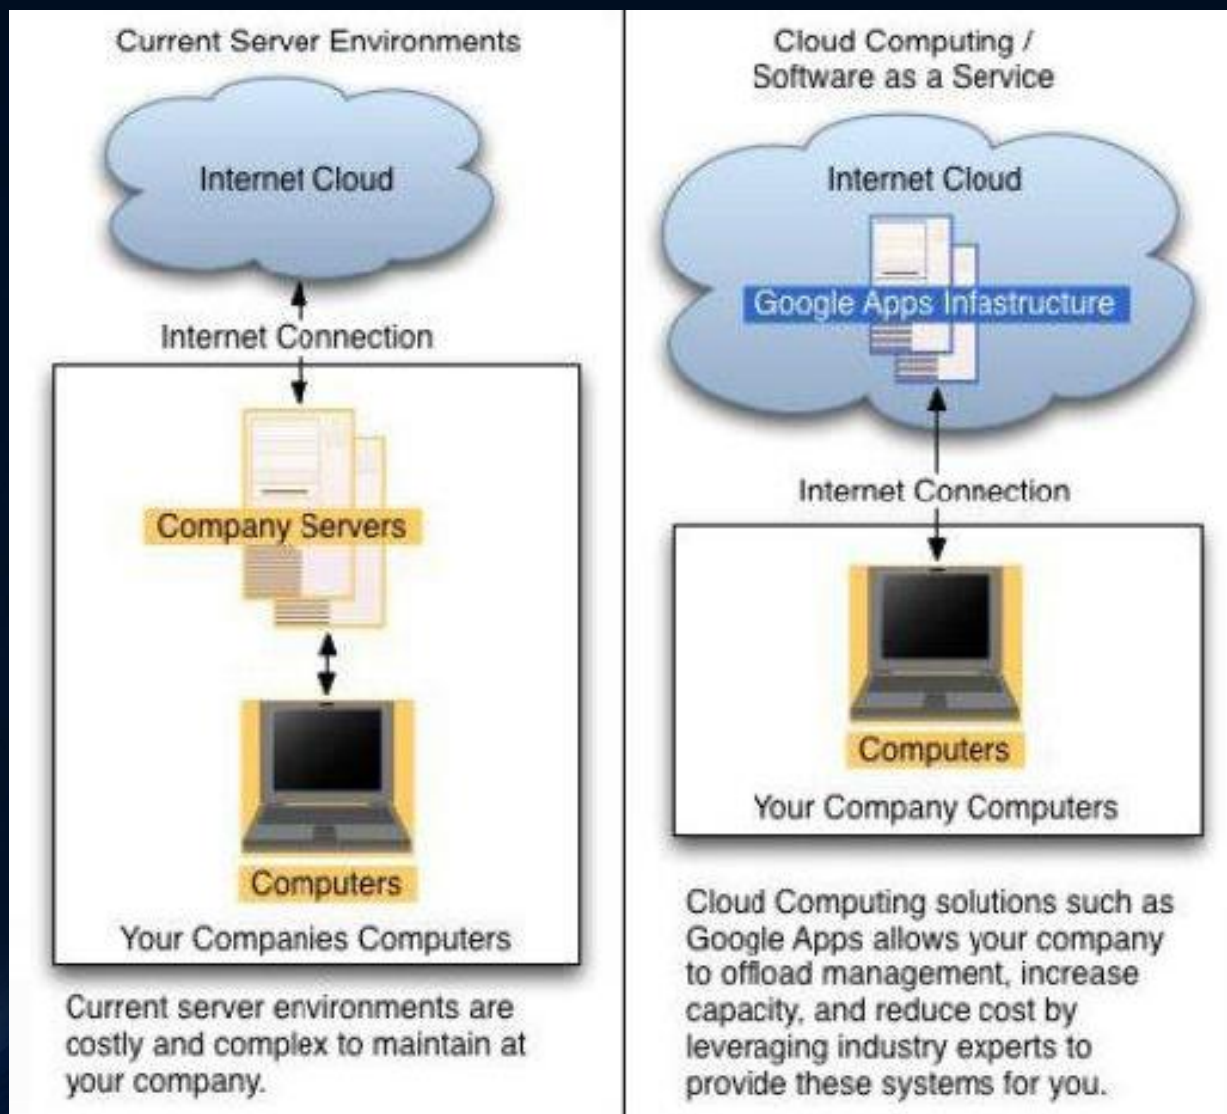 Current Server Environments
Internet Cloud
Internet Connection
Company Servers
Computers
Your Companies Computers
Current server environments are
costly and complex to maintain at
your company.
Cloud Computing /
Software as a Service
Internet Cloud
Google Apps Infastructure
Internet Connection
Computers
Your Company Computers
Cloud Computing solutions such as
Google Apps allows your company
to offload management, increase
capacity, and reduce cost by
leveraging industry experts to
provide these systems for you.